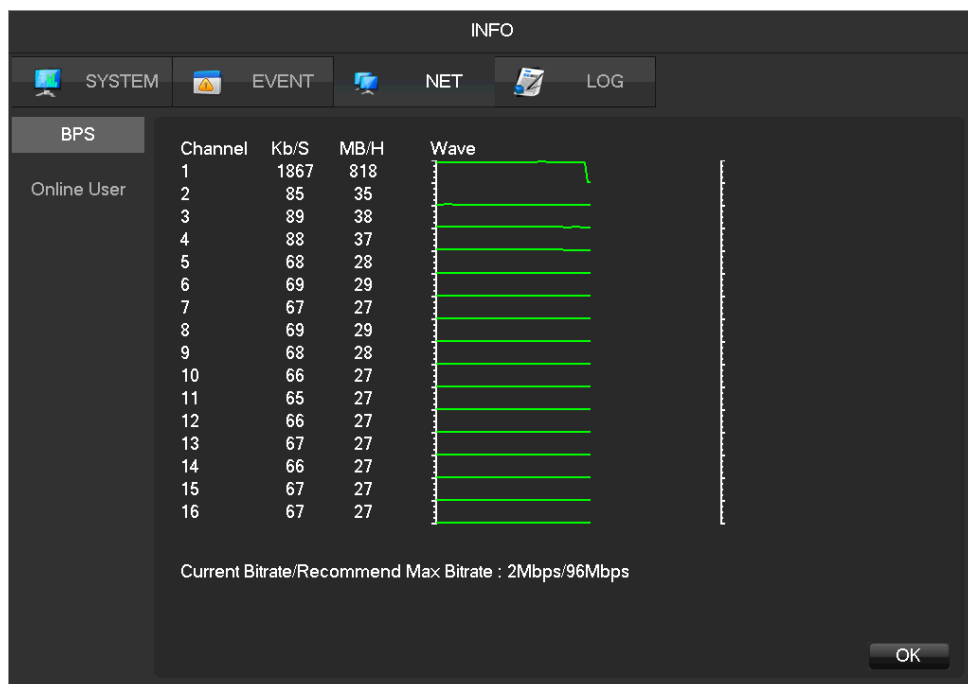 INFO
SYSTEM EVENT NET LOG
BPS
Online User
Channel Kb/S MB/H Wave
1 1867 818
2 85 35
3 89 38
4 88 37
5 68 28
6 69 29
7 67 27
8 69 29
9 68 28
10 66 27
11 65 27
12 66 27
13 67 27
14 66 27
15 67 27
16 67 27
Current Bitrate/Recommend Max Bitrate : 2Mbps/96Mbps
OK